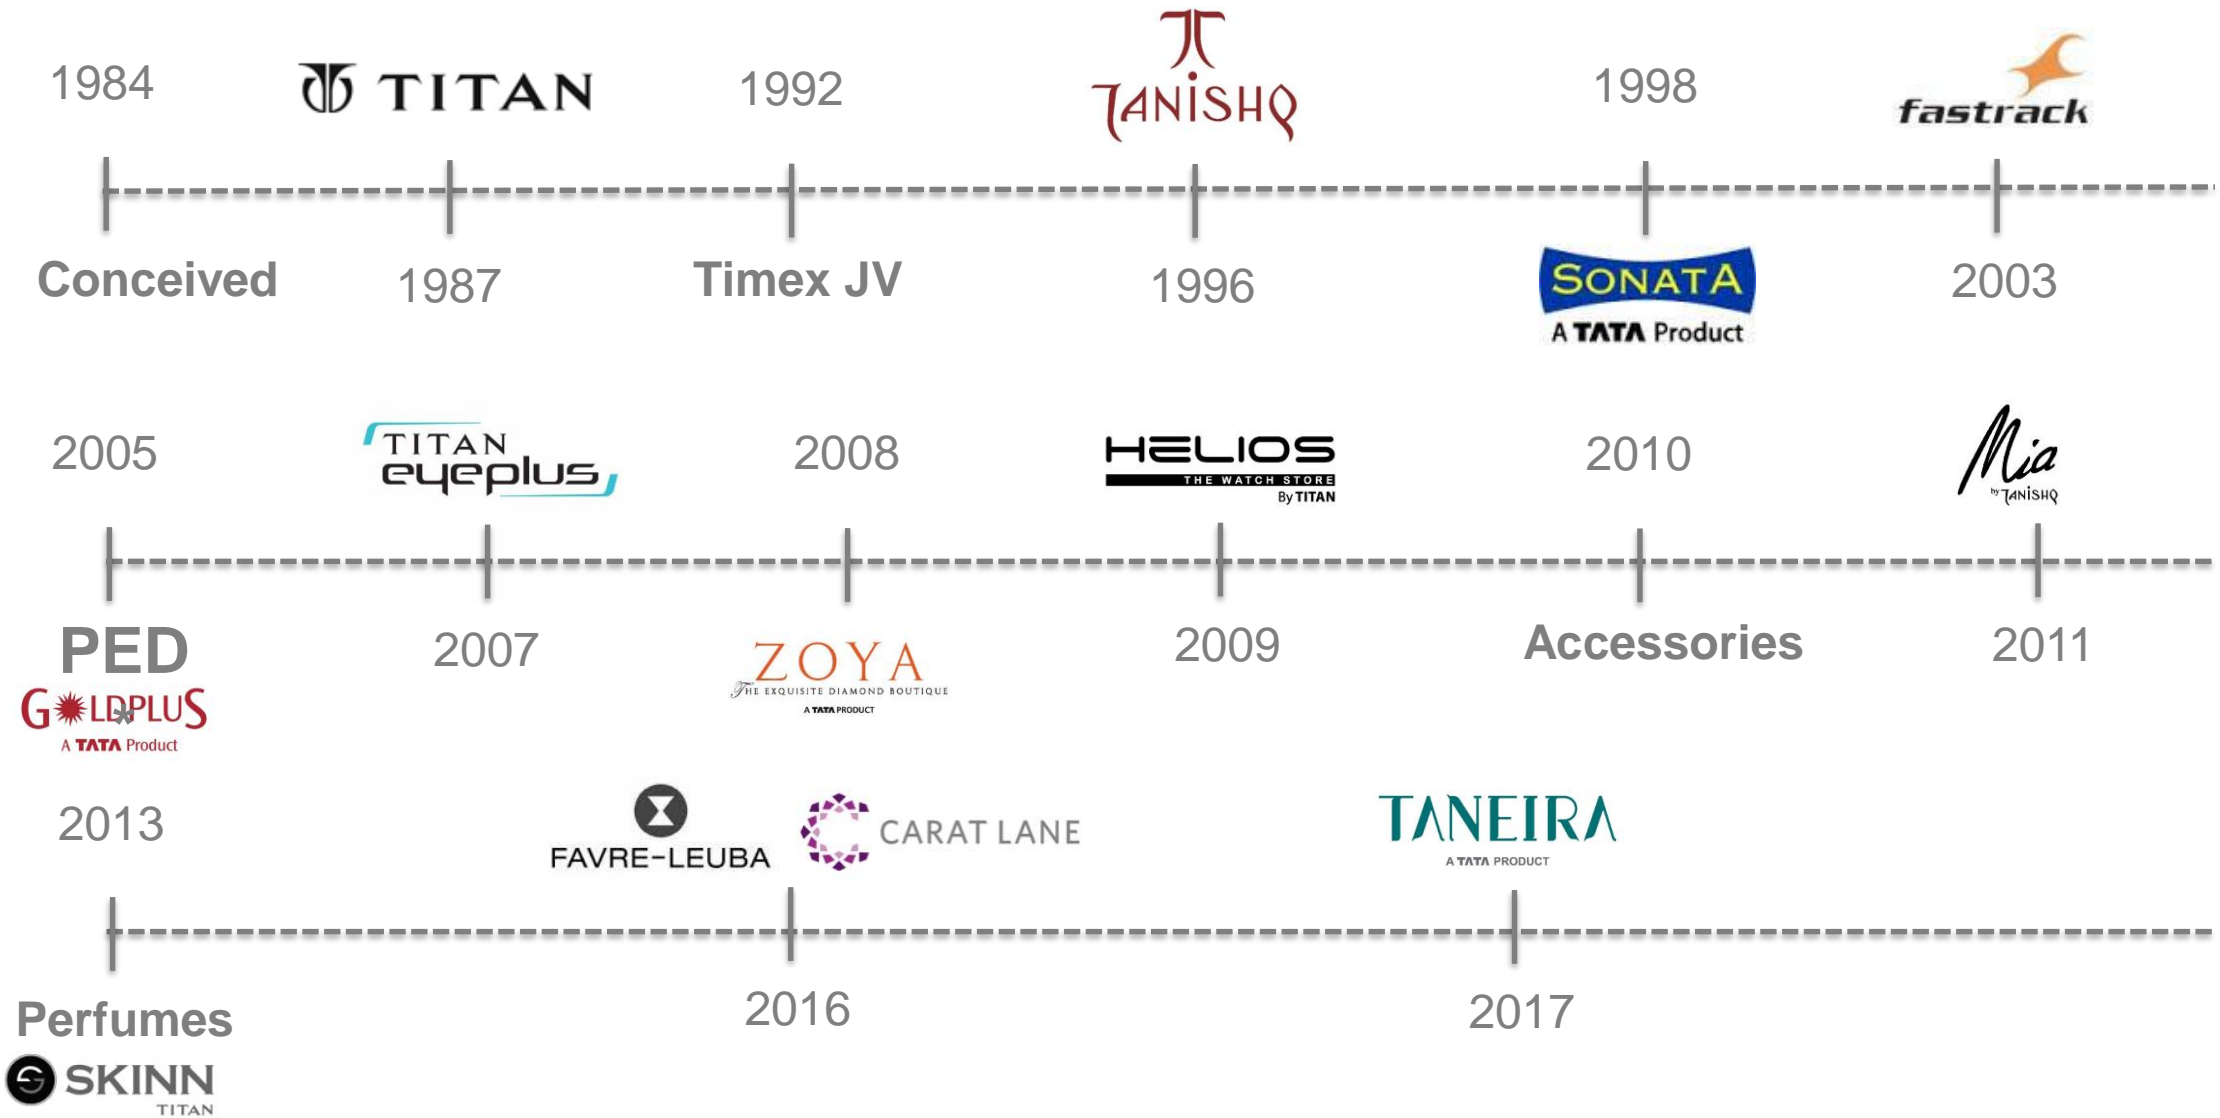 1984
TITAN
1992
TANISHQ
1998
fastrack
Conceived
1987
Timex JV
1996
SONATA
A TATA Product
2003
2005
TITAN
eyeplus
2008
HELIOS
THE WATCH STORE
By TITAN
2010
Mia
by TANISHQ
PED
GOLDPLUS
*
A TATA Product
2007
ZOYA
THE EXQUISITE DIAMOND BOUTIQUE
A TATA PRODUCT
2009
Accessories
2011
2013
FAVRE-LEUBA
CARAT LANE
TANEIRA
A TATA PRODUCT
Perfumes
SKINN
TITAN
2016
2017